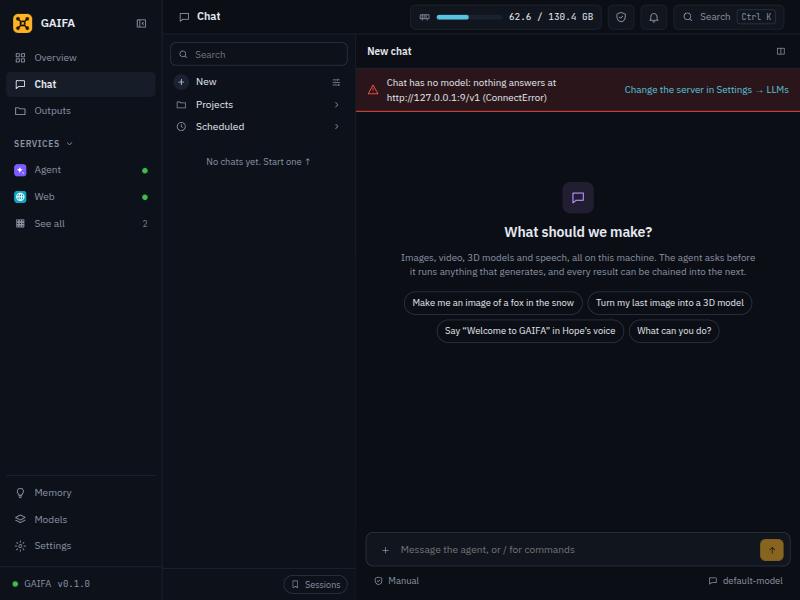 GAIFA
Overview
Chat
Outputs
SERVICES
Agent
Web
See all 2
Memory
Models
Settings
GAIFA v0.1.0
Chat
62.6 / 130.4 GB
Search Ctrl K
Search
New
Projects
Scheduled
No chats yet. Start one ↑
Sessions
New chat
Chat has no model: nothing answers at
http://127.0.0.1:9/v1 (ConnectError)
Change the server in Settings → LLMs
What should we make?
Images, video, 3D models and speech, all on this machine. The agent asks before
it runs anything that generates, and every result can be chained into the next.
Make me an image of a fox in the snow
Turn my last image into a 3D model
Say “Welcome to GAIFA” in Hope's voice
What can you do?
Message the agent, or / for commands
Manual
default-model